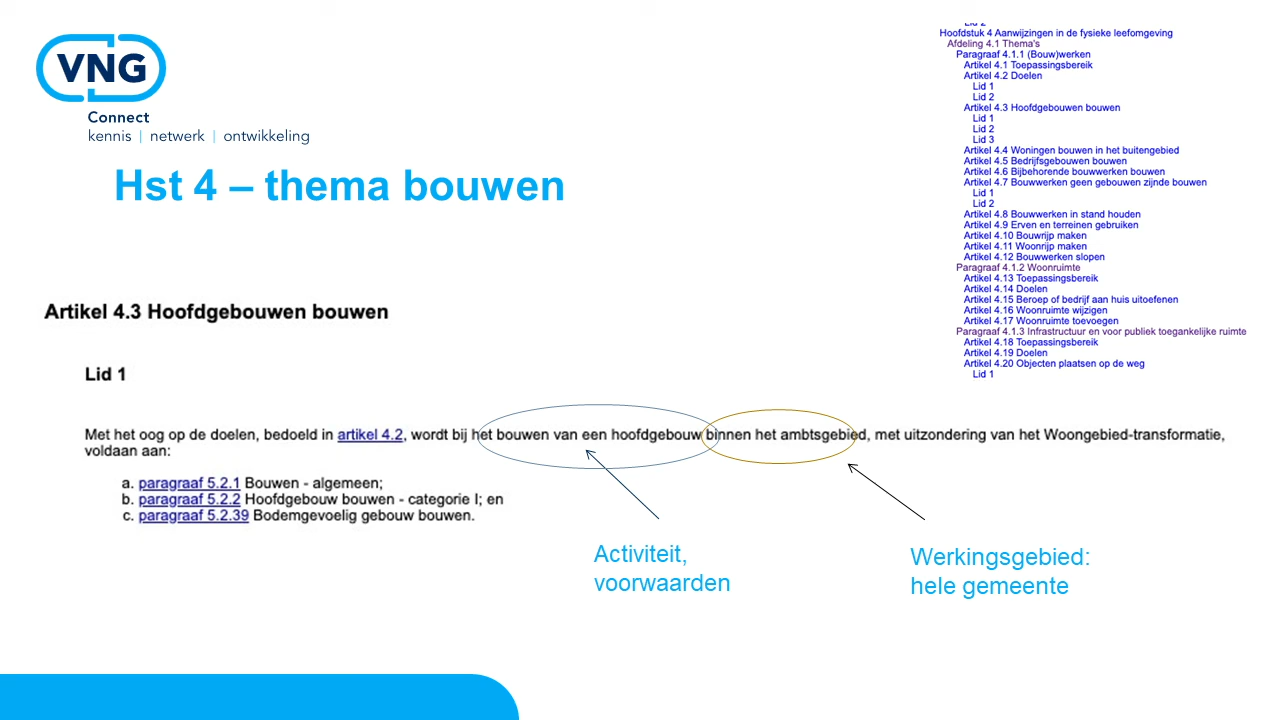 VNG
Connect
kennis | netwerk | ontwikkeling
Hst 4 – thema bouwen
Lid 2
Hoofdstuk 4 Aanwijzingen in de fysieke leefomgeving
Afdeling 4.1 Thema's
Paragraaf 4.1.1 (Bouw)werken
Artikel 4.1 Toepassingsbereik
Artikel 4.2 Doelen
Lid 1
Lid 2
Artikel 4.3 Hoofdgebouwen bouwen
Lid 1
Lid 2
Lid 3
Artikel 4.4 Woningen bouwen in het buitengebied
Artikel 4.5 Bedrijfsgebouwen bouwen
Artikel 4.6 Bijbehorende bouwwerken bouwen
Artikel 4.7 Bouwwerken geen gebouwen zijnde bouwen
Lid 1
Lid 2
Artikel 4.8 Bouwwerken in stand houden
Artikel 4.9 Erven en terreinen gebruiken
Artikel 4.10 Bouwrijp maken
Artikel 4.11 Woonrijp maken
Artikel 4.12 Bouwwerken slopen
Paragraaf 4.1.2 Woonruimte
Artikel 4.13 Toepassingsbereik
Artikel 4.14 Doelen
Artikel 4.15 Beroep of bedrijf aan huis uitoefenen
Artikel 4.16 Woonruimte wijzigen
Artikel 4.17 Woonruimte toevoegen
Paragraaf 4.1.3 Infrastructuur en voor publiek toegankelijke ruimte
Artikel 4.18 Toepassingsbereik
Artikel 4.19 Doelen
Artikel 4.20 Objecten plaatsen op de weg
Lid 1
Artikel 4.3 Hoofdgebouwen bouwen
Lid 1
Met het oog op de doelen, bedoeld in artikel 4.2, wordt bij het bouwen van een hoofdgebouw binnen het ambtsgebied, met uitzondering van het Woongebied-transformatie,
voldaan aan:
a. paragraaf 5.2.1 Bouwen - algemeen;
b. paragraaf 5.2.2 Hoofdgebouw bouwen - categorie I; en
c. paragraaf 5.2.39 Bodemgevoelig gebouw bouwen.
Activiteit,
voorwaarden
Werkingsgebied:
hele gemeente